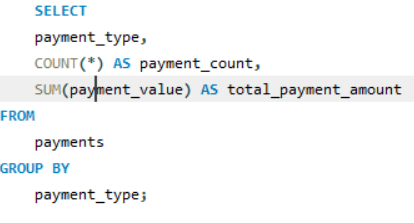 SELECT
payment_type,
COUNT(*) AS payment_count,
SUM(payment_value) AS total_payment_amount
FROM
payments
GROUP BY
payment_type;